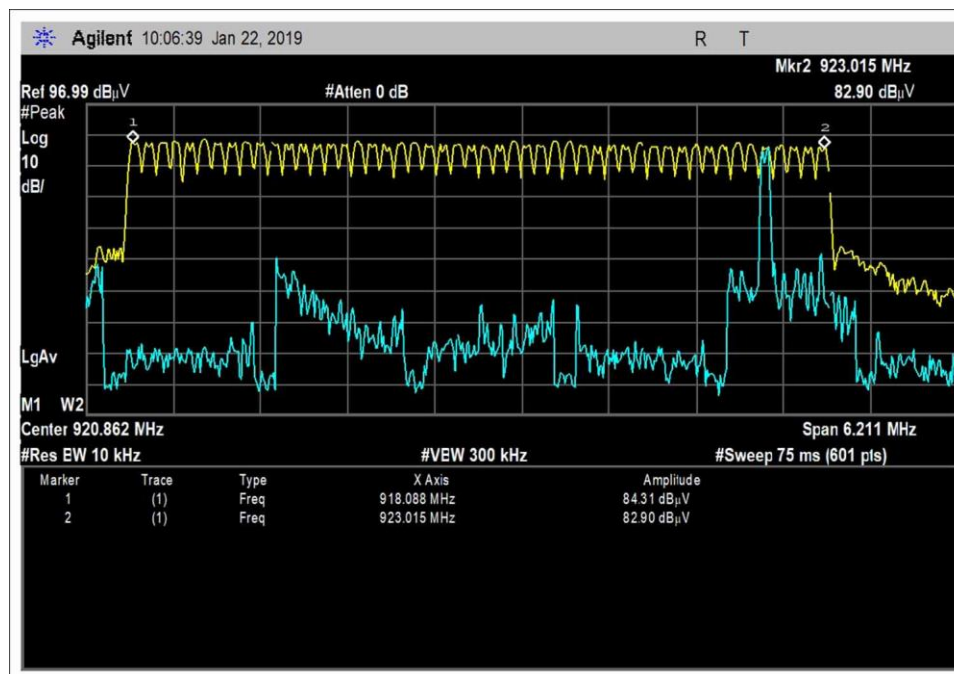 Agilent 10:06:39 Jan 22, 2019 R T
Mkr2 923.015 MHz
Ref 96.99 dBµV #Atten 0 dB 82.90 dBµV
#Peak
Log
10
dB/
1
2
LgAv
M1 W2
Center 920.862 MHz Span 6.211 MHz
#Res BW 10 kHz #VBW 300 kHz #Sweep 75 ms (601 pts)
Marker Trace Type X Axis Amplitude
1 (1) Freq 918.088 MHz 84.31 dBµV
2 (1) Freq 923.015 MHz 82.90 dBµV